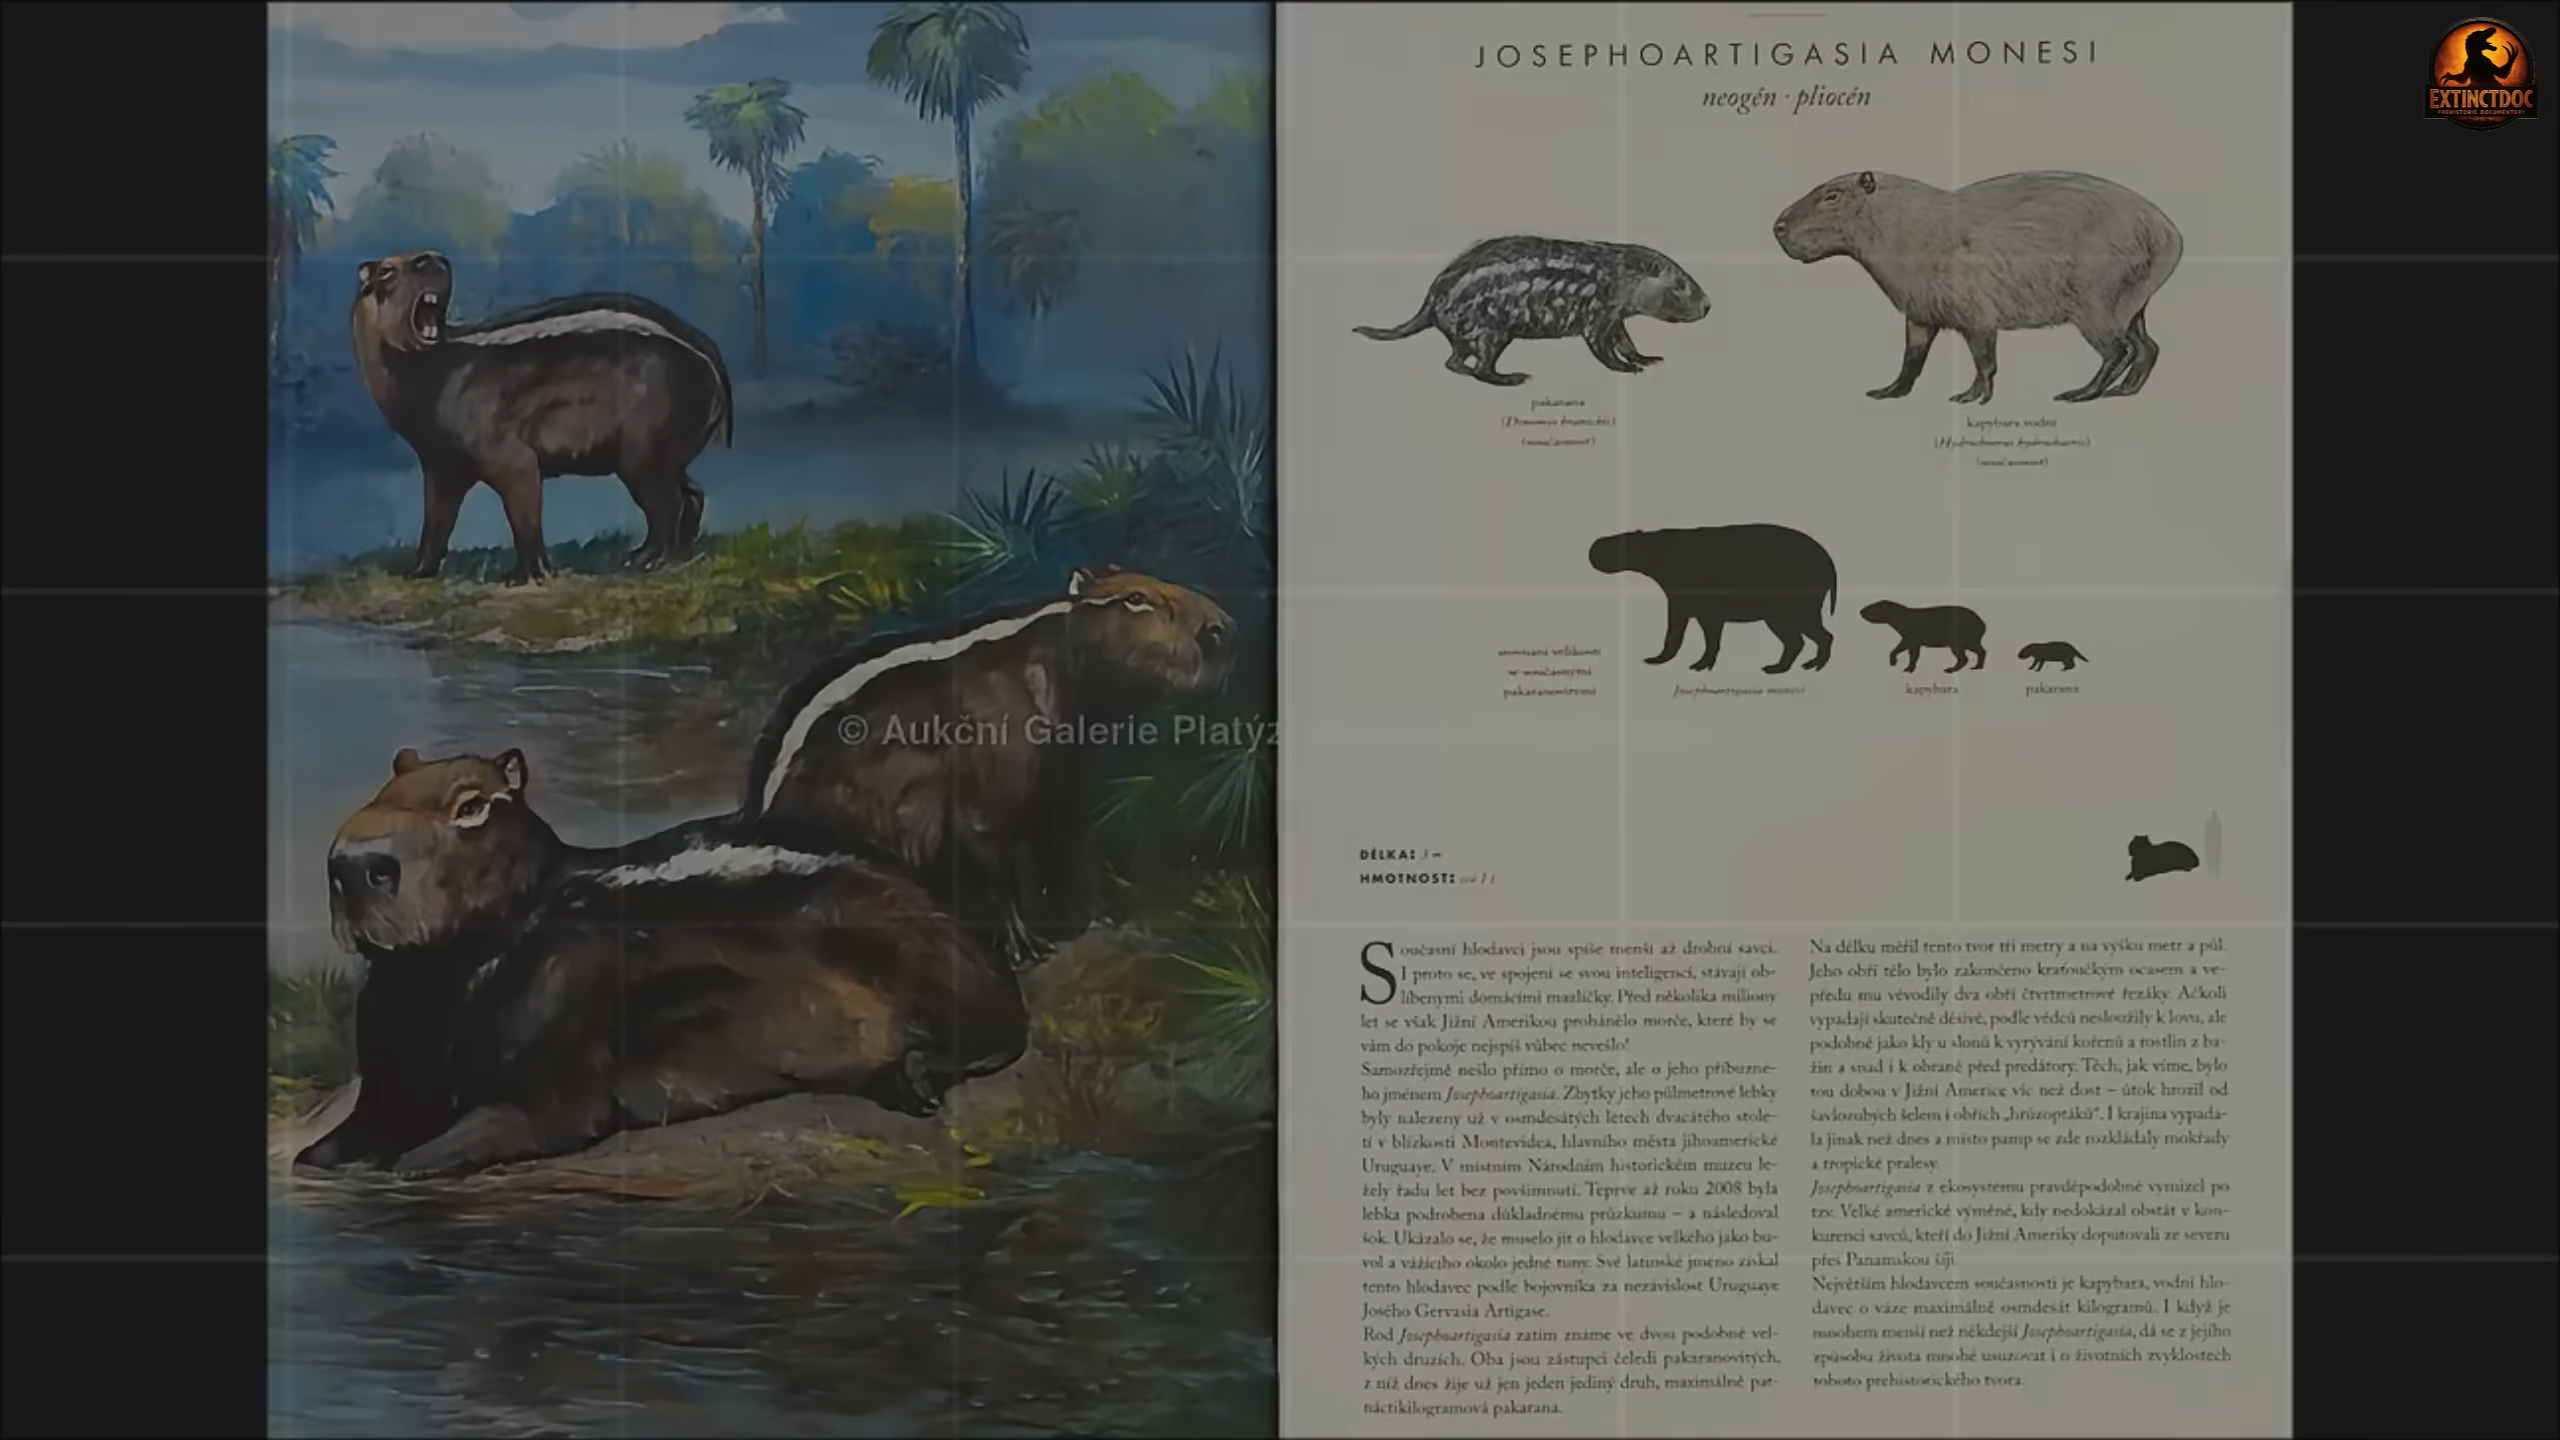 JOSEPHOARTIGASIA MONESI
neogén · pliocén
EXTINCTDOC
PREHISTORIC DOCUMENTARY
pakarana
(současnost)
kapybara vodní
(Hydrochoerus hydrochaeris)
(současnost)
srovnání velikosti
se současnými
pakaranovitými
Josephoartigasia monesi
kapybara
pakarana
© Aukční Galerie Platýz
DÉLKA: 3 m
HMOTNOST:
Současní hlodavci jsou spíše menší až drobní savci.
I proto se, ve spojení se svou inteligencí, stávají ob-
líbenými domácími mazlíčky. Před několika miliony
let se však Jižní Amerikou prohánělo morče, které by se
vám do pokoje nejspíš vůbec nevešlo!
Samozřejmě nešlo přímo o morče, ale o jeho příbuzné-
ho jménem Josephoartigasia. Zbytky jeho půlmetrové lebky
byly nalezeny už v osmdesátých letech dvacátého stole-
tí v blízkosti Montevidea, hlavního města jihoamerické
Uruguaye. V místním Národním historickém muzeu le-
žely řadu let bez povšimnutí. Teprve až roku 2008 byla
lebka podrobena důkladnému průzkumu – a následoval
šok. Ukázalo se, že muselo jít o hlodavce velkého jako bu-
vol a vážícího okolo jedné tuny. Své latinské jméno získal
tento hlodavec podle bojovníka za nezávislost Uruguaye
Josého Gervasia Artigase.
Rod Josephoartigasia zatím známe ve dvou podobně vel-
kých druzích. Oba jsou zástupci čeledi pakaranovitých,
z níž dnes žije už jen jeden jediný druh, maximálně pat-
náctikilogramová pakarana.
Na délku měřil tento tvor tři metry a na výšku metr a půl.
Jeho obří tělo bylo zakončeno kraťoučkým ocasem a ve-
předu mu vévodily dva obří čtvrtmetrové řezáky. Ačkoli
vypadají skutečně děsivě, podle vědců nesloužily k lovu, ale
podobně jako kly u slonů k vyrývání kořenů a rostlin z ba-
žin a snad i k obraně před predátory. Těch, jak víme, bylo
tou dobou v Jižní Americe víc než dost – útok hrozil od
šavlozubých šelem i obřích „hrůzoptáků“. I krajina vypada-
la jinak než dnes a místo pamp se zde rozkládaly mokřady
a tropické pralesy.
Josephoartigasia z ekosystému pravděpodobně vymizel po
tzv. Velké americké výměně, kdy nedokázal obstát v kon-
kurenci savců, kteří do Jižní Ameriky doputovali ze severu
přes Panamskou šíji.
Největším hlodavcem současnosti je kapybara, vodní hlo-
davec o váze maximálně osmdesát kilogramů. I když je
mnohem menší než někdejší Josephoartigasia, dá se z jejího
způsobu života mnohé usuzovat i o životních zvyklostech
tohoto prehistorického tvora.